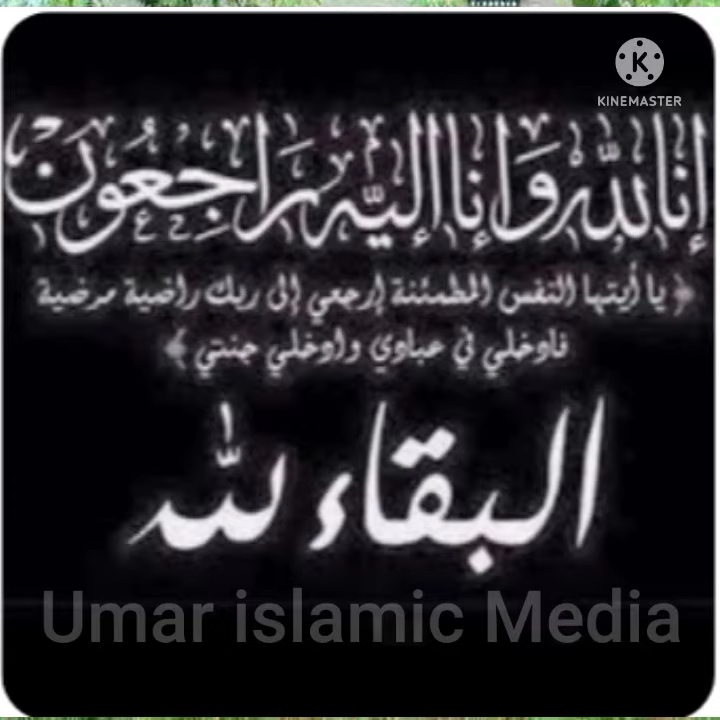 KINEMASTER
إنا لله وإنا إليه راجعون
﴿ يا أيتها النفس المطمئنة إرجعي إلى ربك راضية مرضية
فادخلي في عبادي وادخلي جنتي ﴾
البقاء لله
Umar islamic Media